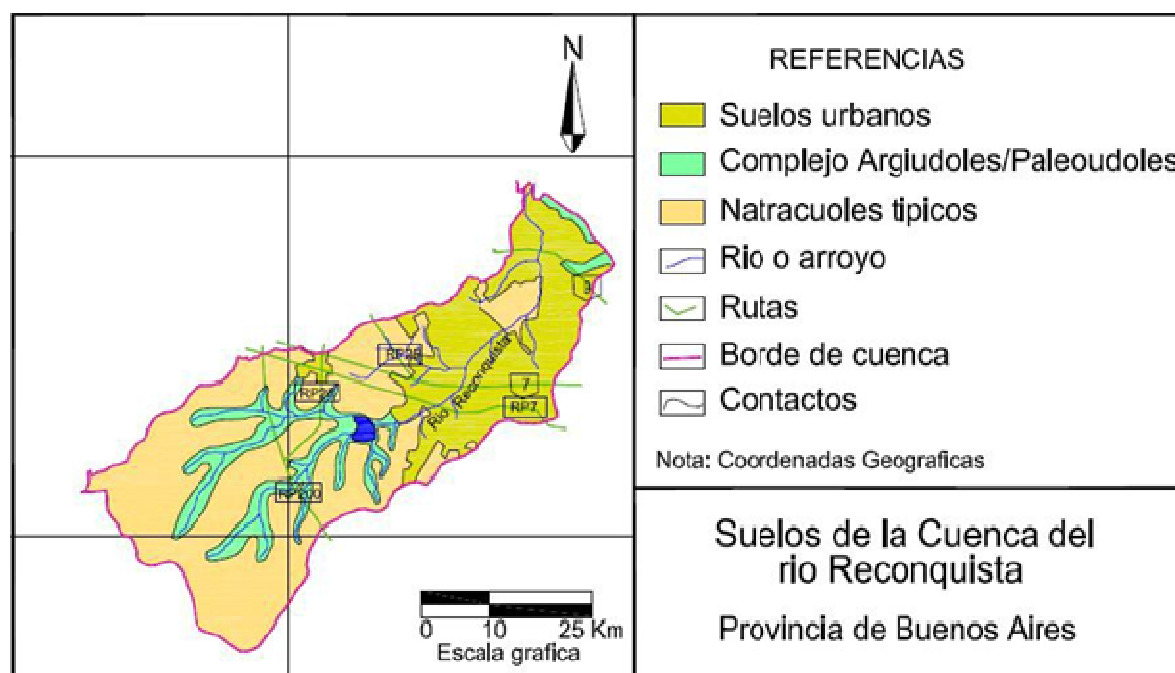 N
3
RP25
RP24
7
RP7
Rio Reconquista
RP200
0 10 25 Km
Escala grafica
REFERENCIAS
Suelos urbanos
Complejo Argiudoles/Paleoudoles
Natracuoles tipicos
Rio o arroyo
Rutas
Borde de cuenca
Contactos
Nota: Coordenadas Geograficas
Suelos de la Cuenca del
rio Reconquista
Provincia de Buenos Aires